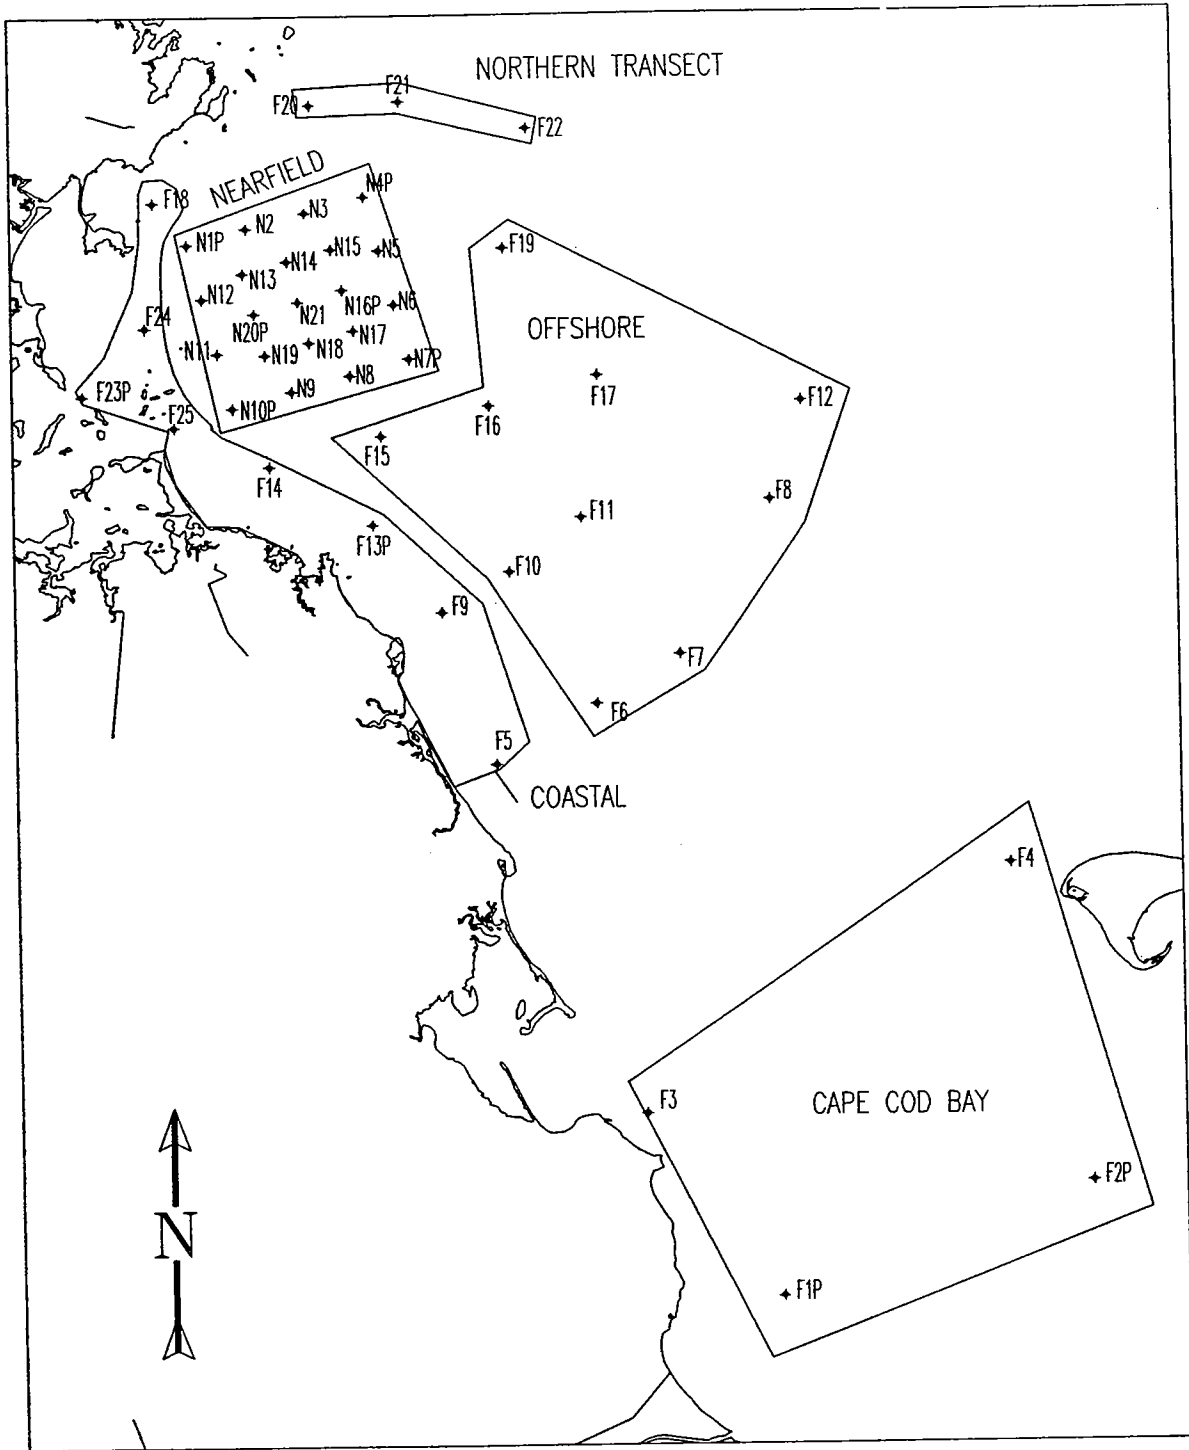 NORTHERN TRANSECT
F20
F21
F22
NEARFIELD
N4P
F18
N2
N3
N1P
N15
N5
F19
N14
N13
N12
N16P
N6
F24
N20P
N21
OFFSHORE
N17
N11
N19
N18
N7P
N8
F17
F23P
N9
F12
N10P
F16
F25
F15
F14
F8
F11
F13P
F10
F9
F7
F6
F5
COASTAL
F4
F3
CAPE COD BAY
F2P
N
F1P